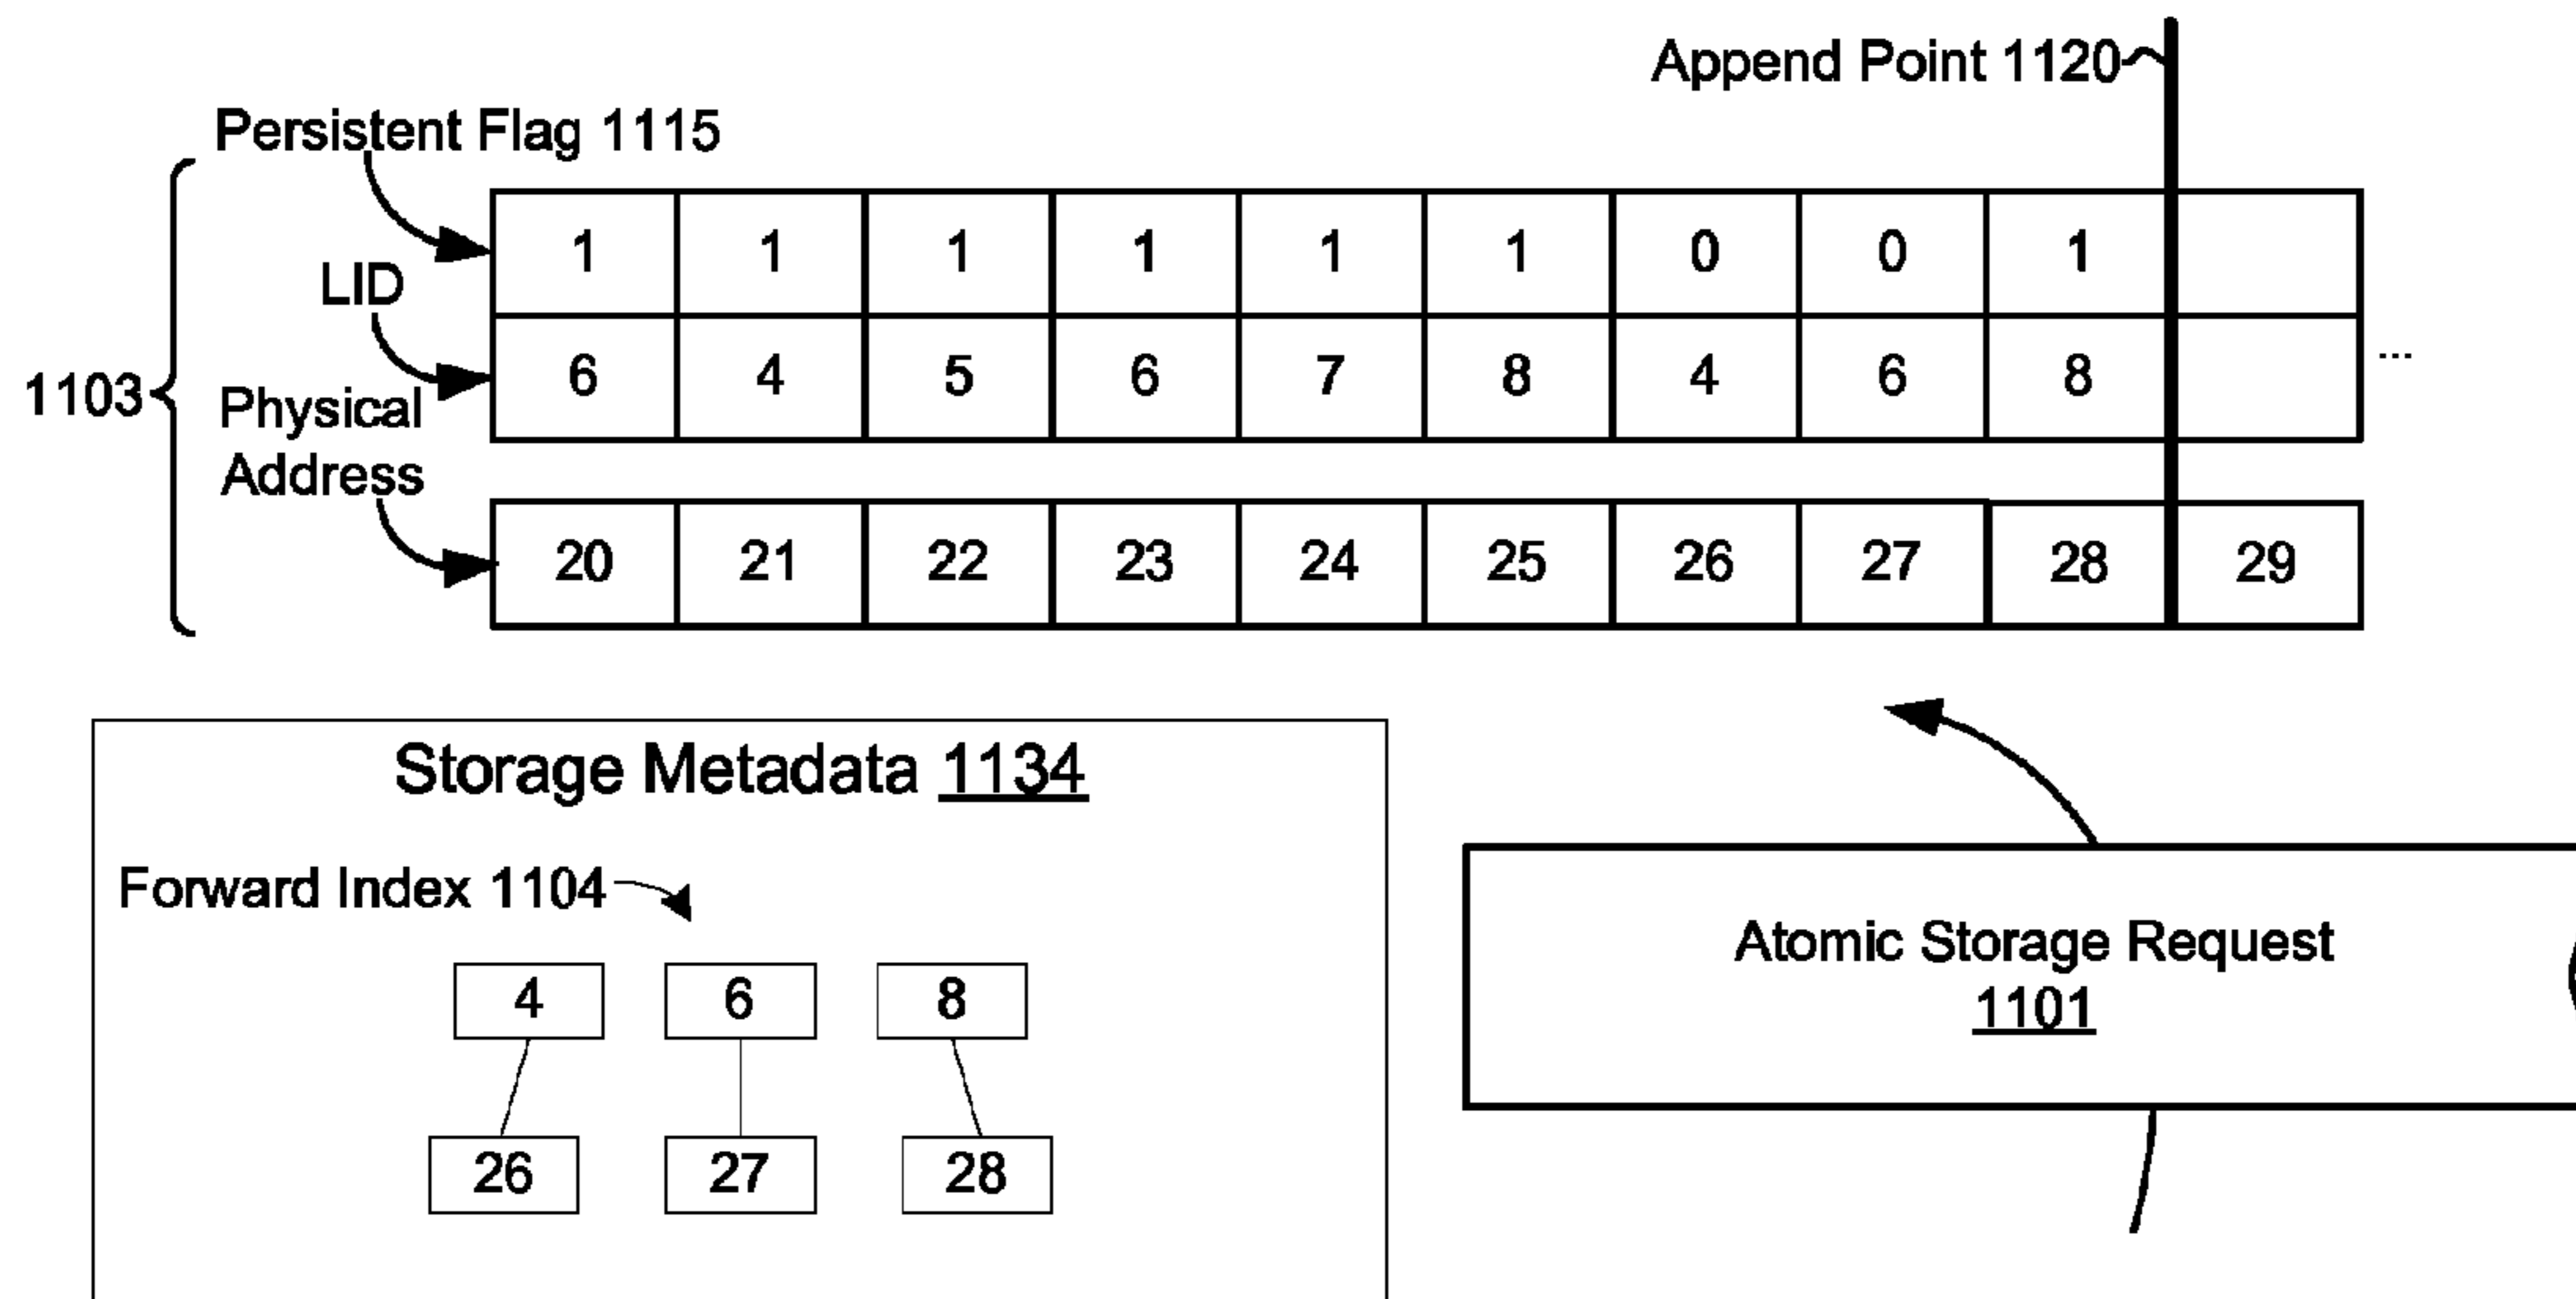 Append Point 1120
Persistent Flag 1115
1 1 1 1 1 1 0 0 1
LID
6 4 5 6 7 8 4 6 8
...
1103
Physical
Address
20 21 22 23 24 25 26 27 28 29
Storage Metadata 1134
Forward Index 1104
4 6 8
26 27 28
Atomic Storage Request
1101